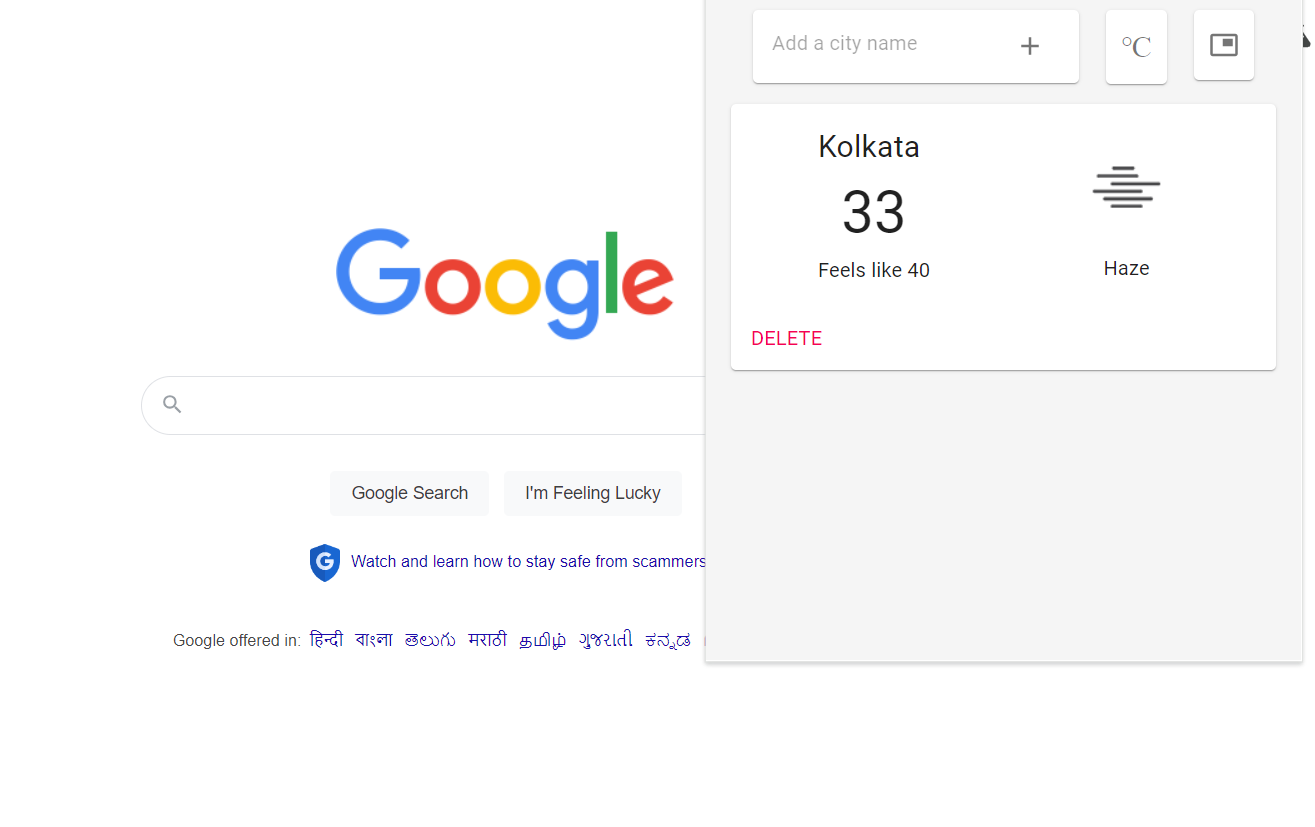 Add a city name
℃
Kolkata
33
Feels like 40
Haze
DELETE
Google
Google Search
I'm Feeling Lucky
G
Watch and learn how to stay safe from scammers
Google offered in: हिन्दी বাংলা తెలుగు मराठी தமிழ் ગુજરાતી ಕನ್ನಡ